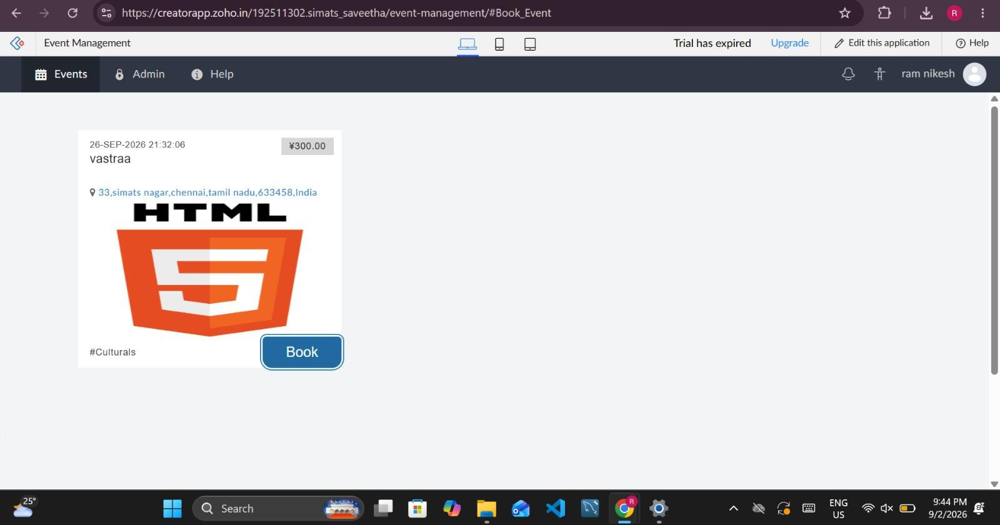 https://creatorapp.zoho.in/192511302.simats_saveetha/event-management/#Book_Event
R
Event Management
Trial has expired
Upgrade
Edit this application
Help
Events
Admin
Help
ram nikesh
26-SEP-2026 21:32:06
¥300.00
vastraa
33,simats nagar,chennai,tamil nadu,633458,India
HTML
5
#Culturals
Book
25°
Search
R
ENG
US
9:44 PM
9/2/2026